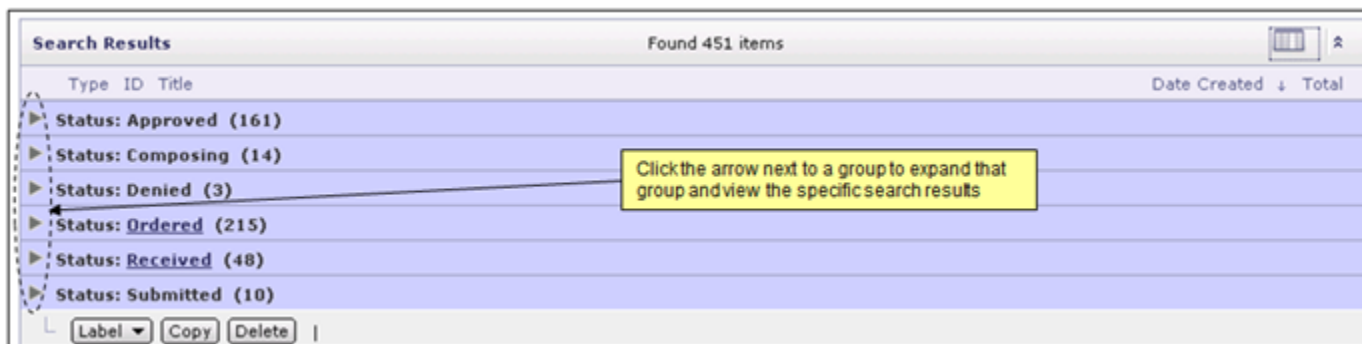 Search Results Found 451 items
Type ID Title Date Created ↓ Total
Status: Approved (161)
Status: Composing (14)
Click the arrow next to a group to expand that
group and view the specific search results
Status: Denied (3)
Status: Ordered (215)
Status: Received (48)
Status: Submitted (10)
Label ▼ Copy Delete |